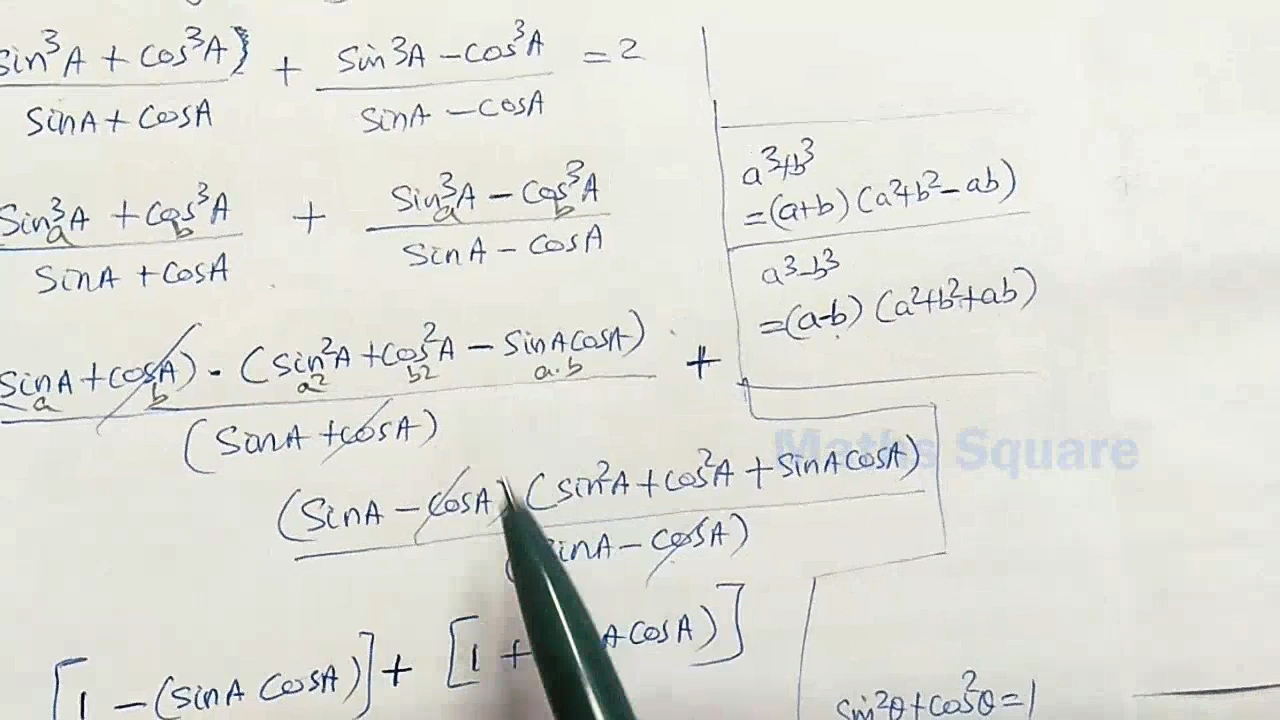 sin³A + cos³A} + sin³A - cos³A = 2
sinA + cosA sinA - cosA
sin³A + cos³A + sin³A - cos³A
a b a b
sinA + cosA sinA - cosA
sinA + cosA) · (sin²A + cos²A - sinA cosA) +
a b a² b² a·b
(sinA + cosA)
(sinA - cosA) (sin²A + cos²A + sinA cosA)
sinA - cosA)
[1 - (sinA cosA)] + [1 + A cosA)]
a³+b³
=(a+b) (a²+b²-ab)
a³-b³
=(a-b) (a²+b²+ab)
Maths Square
sin²θ + cos²θ = 1